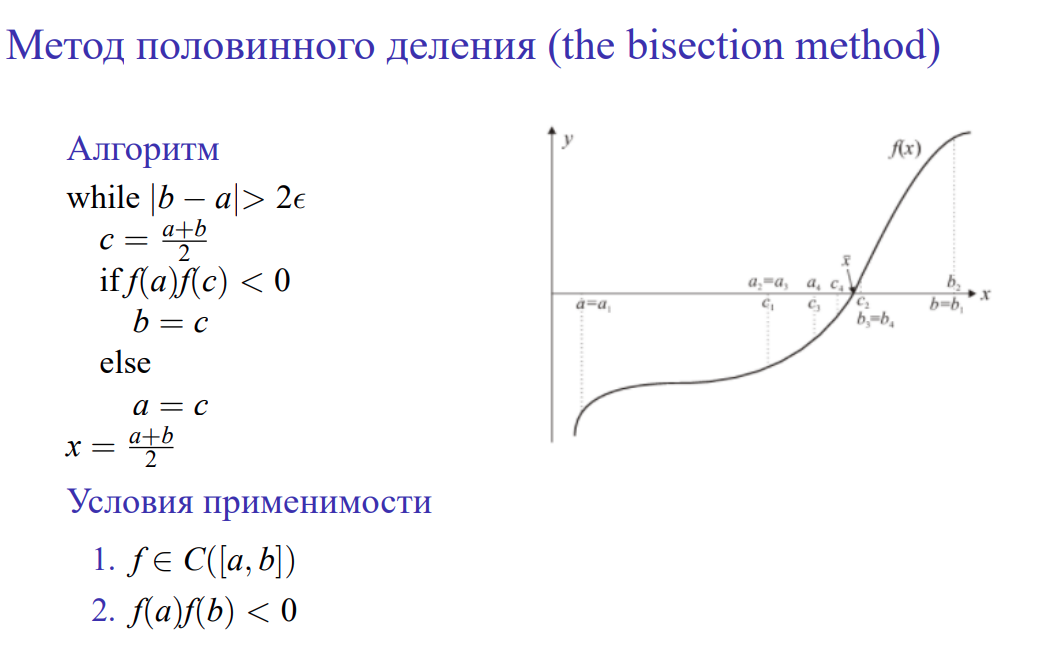 Метод половинного деления (the bisection method)
Алгоритм
while |b − a|> 2ϵ
c = a+b/2
if f(a)f(c) < 0
b = c
else
a = c
x = a+b/2
Условия применимости
1. f ∈ C([a, b])
2. f(a)f(b) < 0
y
f(x)
x̄
a₂=a₃ a₄ c₄ b₂
x
a=a₁ c₁ c₃ c₂ b=b₁
b₃=b₄